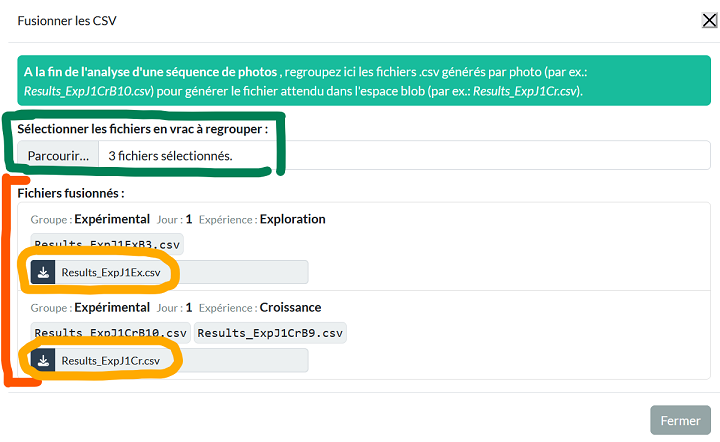 Fusionner les CSV
A la fin de l'analyse d'une séquence de photos , regroupez ici les fichiers .csv générés par photo (par ex.:
Results_ExpJ1CrB10.csv) pour générer le fichier attendu dans l'espace blob (par ex.: Results_ExpJ1Cr.csv).
Sélectionner les fichiers en vrac à regrouper :
Parcourir... 3 fichiers sélectionnés.
Fichiers fusionnés :
Groupe : Expérimental Jour : 1 Expérience : Exploration
Results_ExpJ1ExB3.csv
Results_ExpJ1Ex.csv
Groupe : Expérimental Jour : 1 Expérience : Croissance
Results_ExpJ1CrB10.csv Results_ExpJ1CrB9.csv
Results_ExpJ1Cr.csv
Fermer